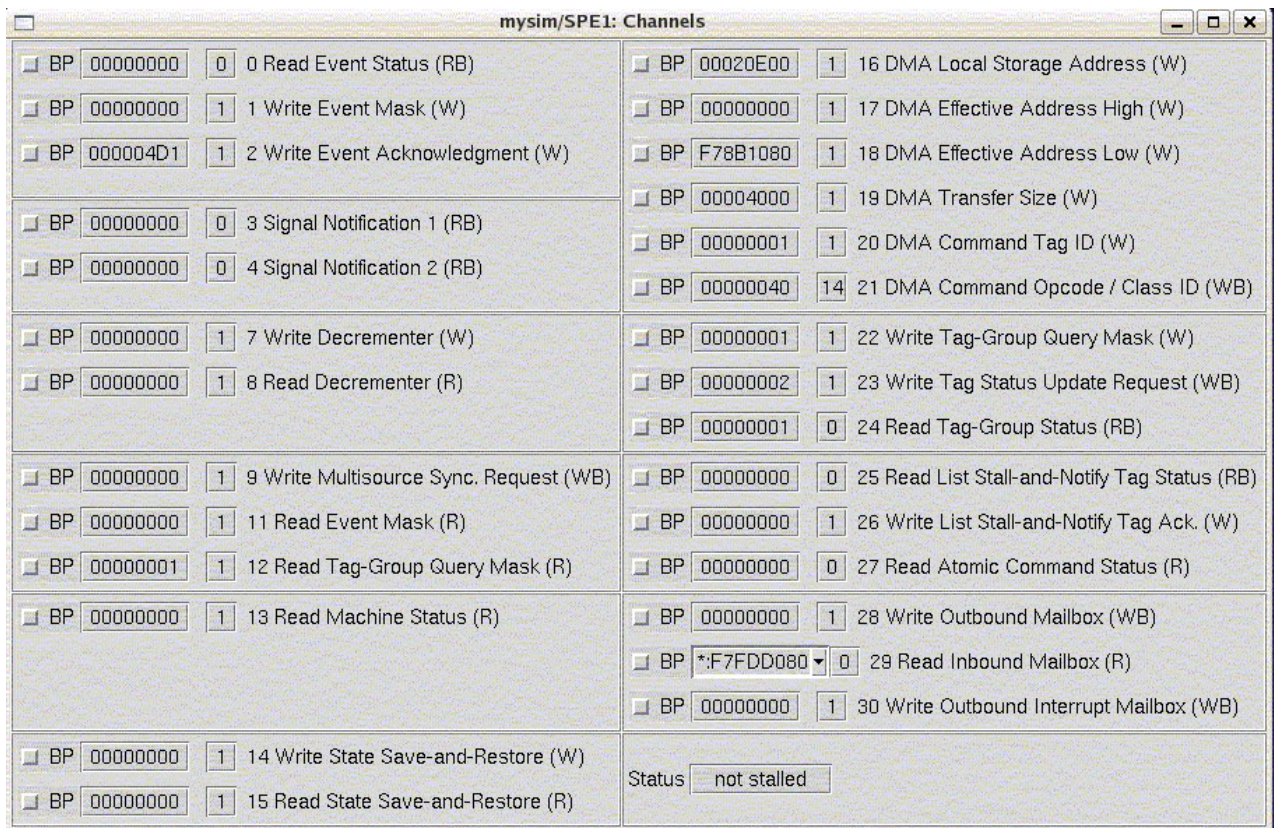 mysim/SPE1: Channels
BP 00000000 0 0 Read Event Status (RB)
BP 00000000 1 1 Write Event Mask (W)
BP 000004D1 1 2 Write Event Acknowledgment (W)
BP 00000000 0 3 Signal Notification 1 (RB)
BP 00000000 0 4 Signal Notification 2 (RB)
BP 00000000 1 7 Write Decrementer (W)
BP 00000000 1 8 Read Decrementer (R)
BP 00000000 1 9 Write Multisource Sync. Request (WB)
BP 00000000 1 11 Read Event Mask (R)
BP 00000001 1 12 Read Tag-Group Query Mask (R)
BP 00000000 1 13 Read Machine Status (R)
BP 00000000 1 14 Write State Save-and-Restore (W)
BP 00000000 1 15 Read State Save-and-Restore (R)
BP 00020E00 1 16 DMA Local Storage Address (W)
BP 00000000 1 17 DMA Effective Address High (W)
BP F78B1080 1 18 DMA Effective Address Low (W)
BP 00004000 1 19 DMA Transfer Size (W)
BP 00000001 1 20 DMA Command Tag ID (W)
BP 00000040 14 21 DMA Command Opcode / Class ID (WB)
BP 00000001 1 22 Write Tag-Group Query Mask (W)
BP 00000002 1 23 Write Tag Status Update Request (WB)
BP 00000001 0 24 Read Tag-Group Status (RB)
BP 00000000 0 25 Read List Stall-and-Notify Tag Status (RB)
BP 00000000 1 26 Write List Stall-and-Notify Tag Ack. (W)
BP 00000000 0 27 Read Atomic Command Status (R)
BP 00000000 1 28 Write Outbound Mailbox (WB)
BP *:F7FDD080 0 29 Read Inbound Mailbox (R)
BP 00000000 1 30 Write Outbound Interrupt Mailbox (WB)
Status not stalled